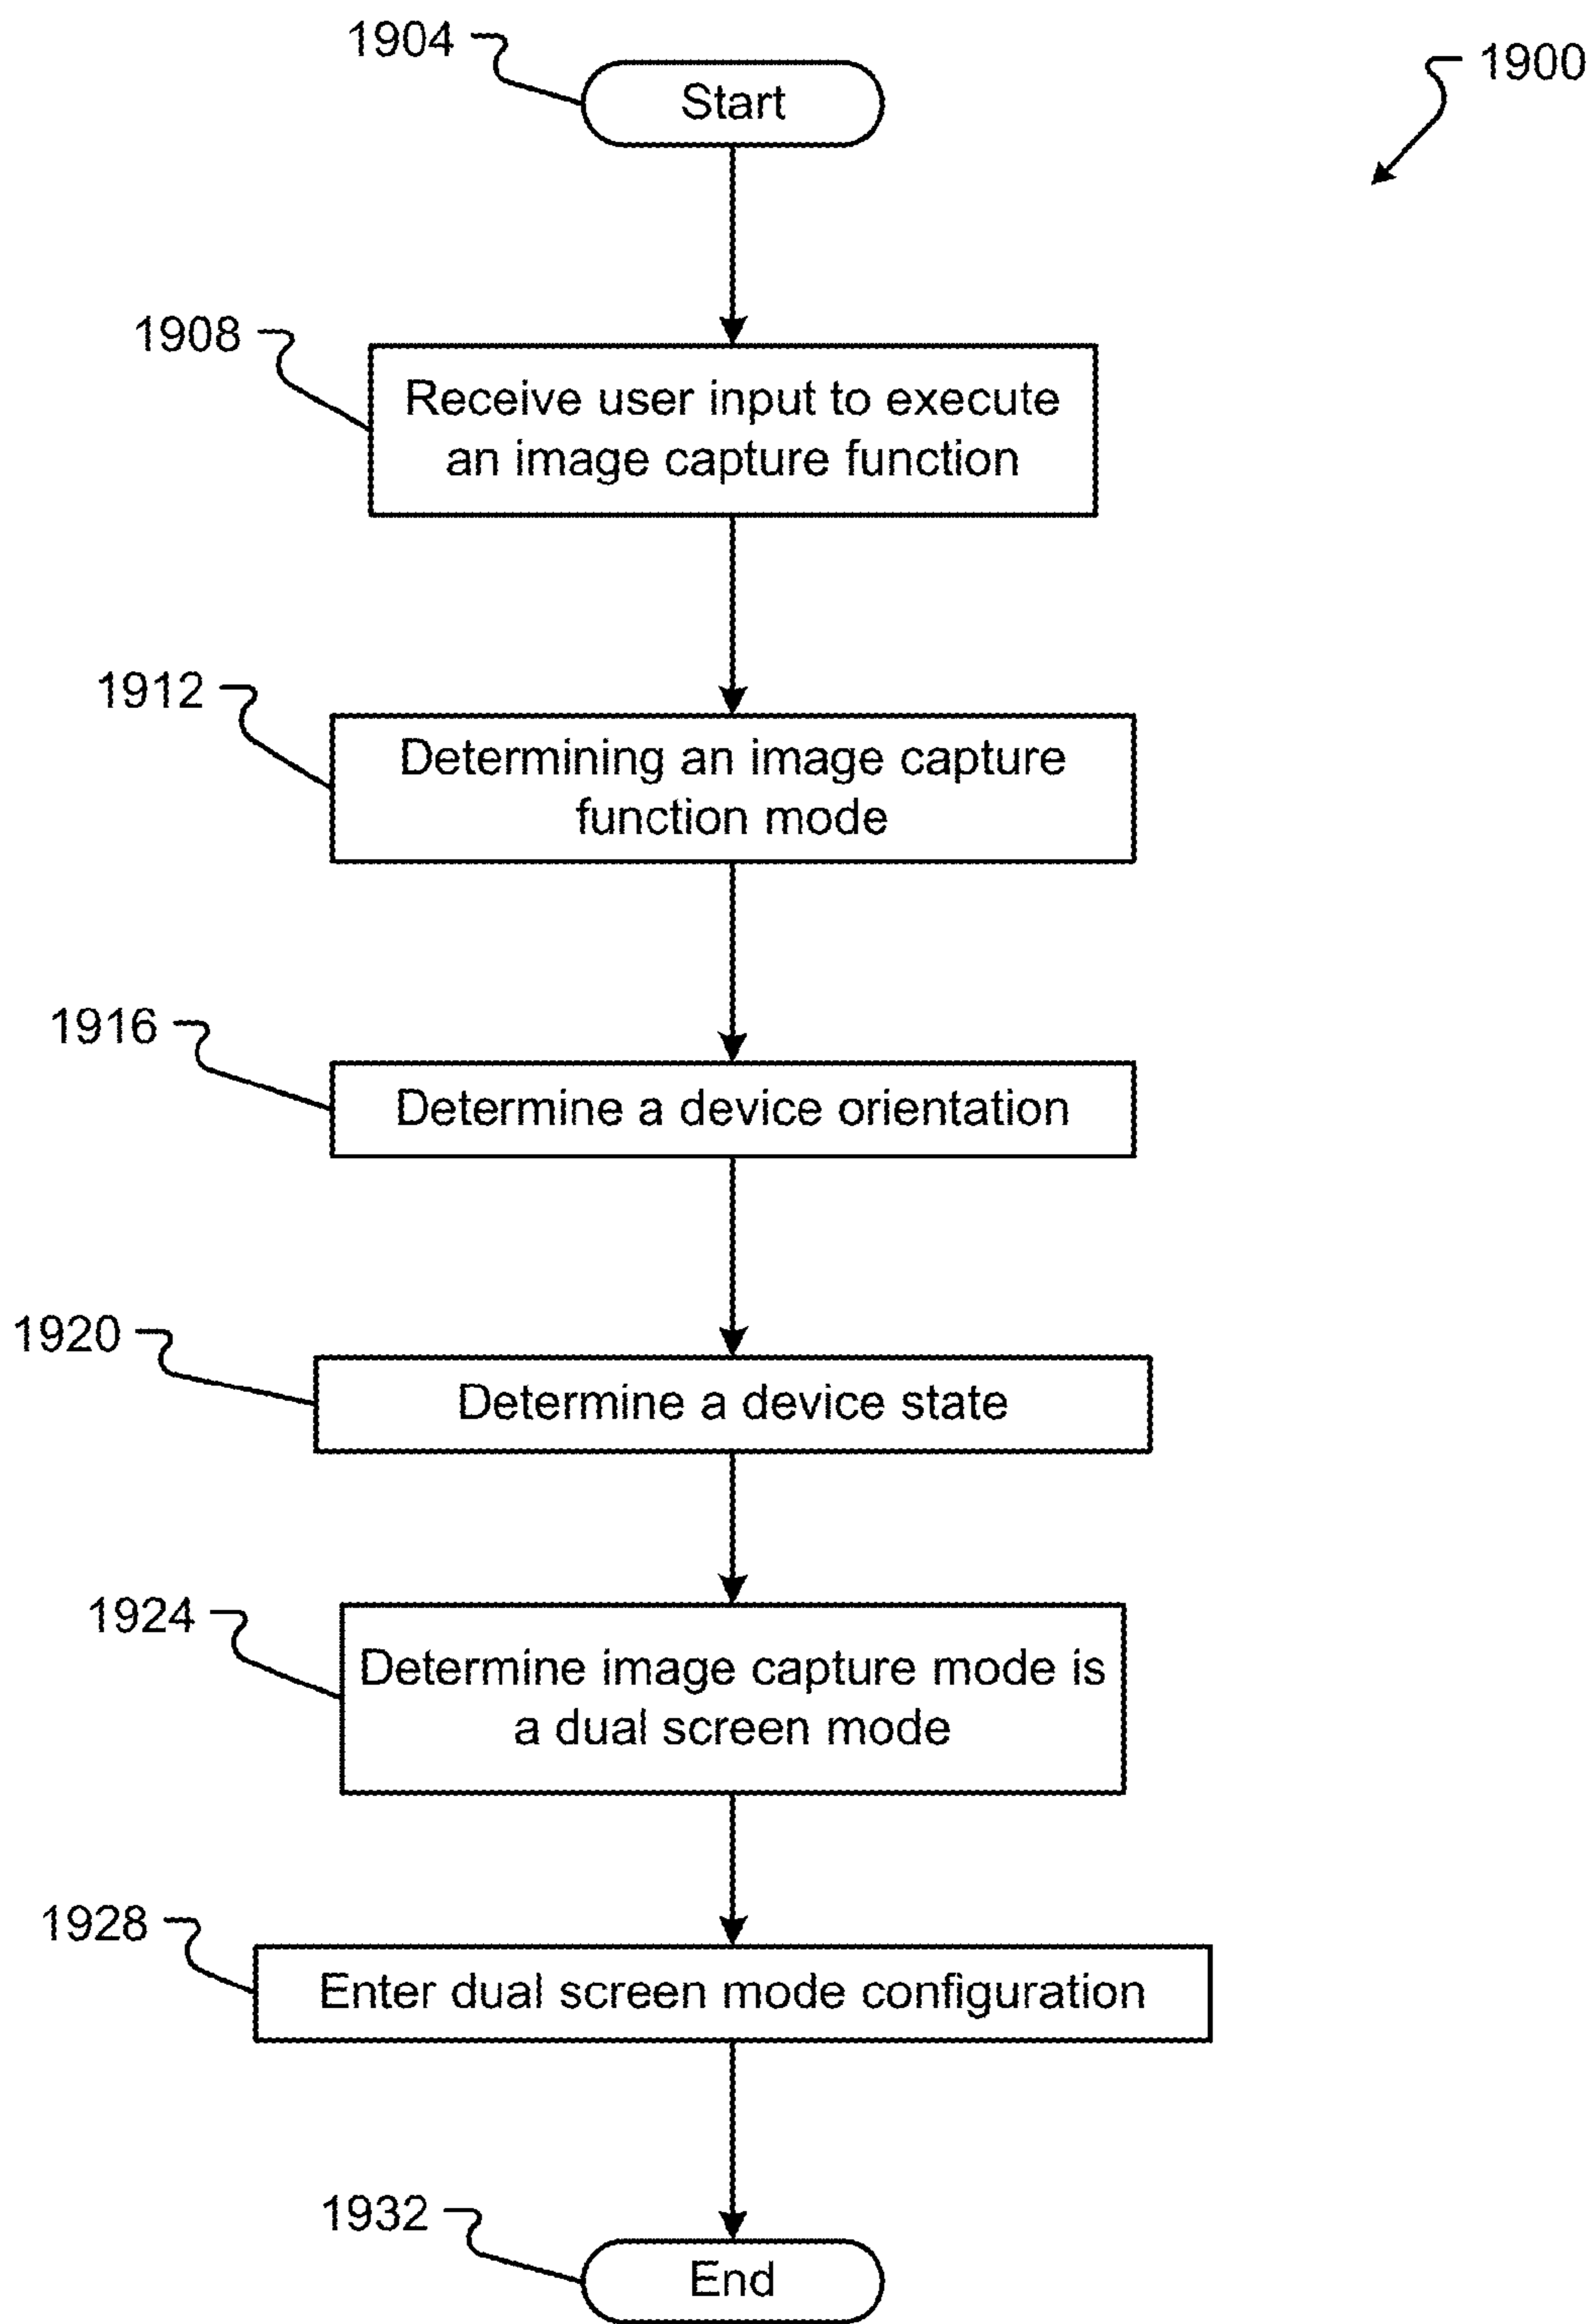 1904
Start
1900
1908
Receive user input to execute
an image capture function
1912
Determining an image capture
function mode
1916
Determine a device orientation
1920
Determine a device state
1924
Determine image capture mode is
a dual screen mode
1928
Enter dual screen mode configuration
1932
End